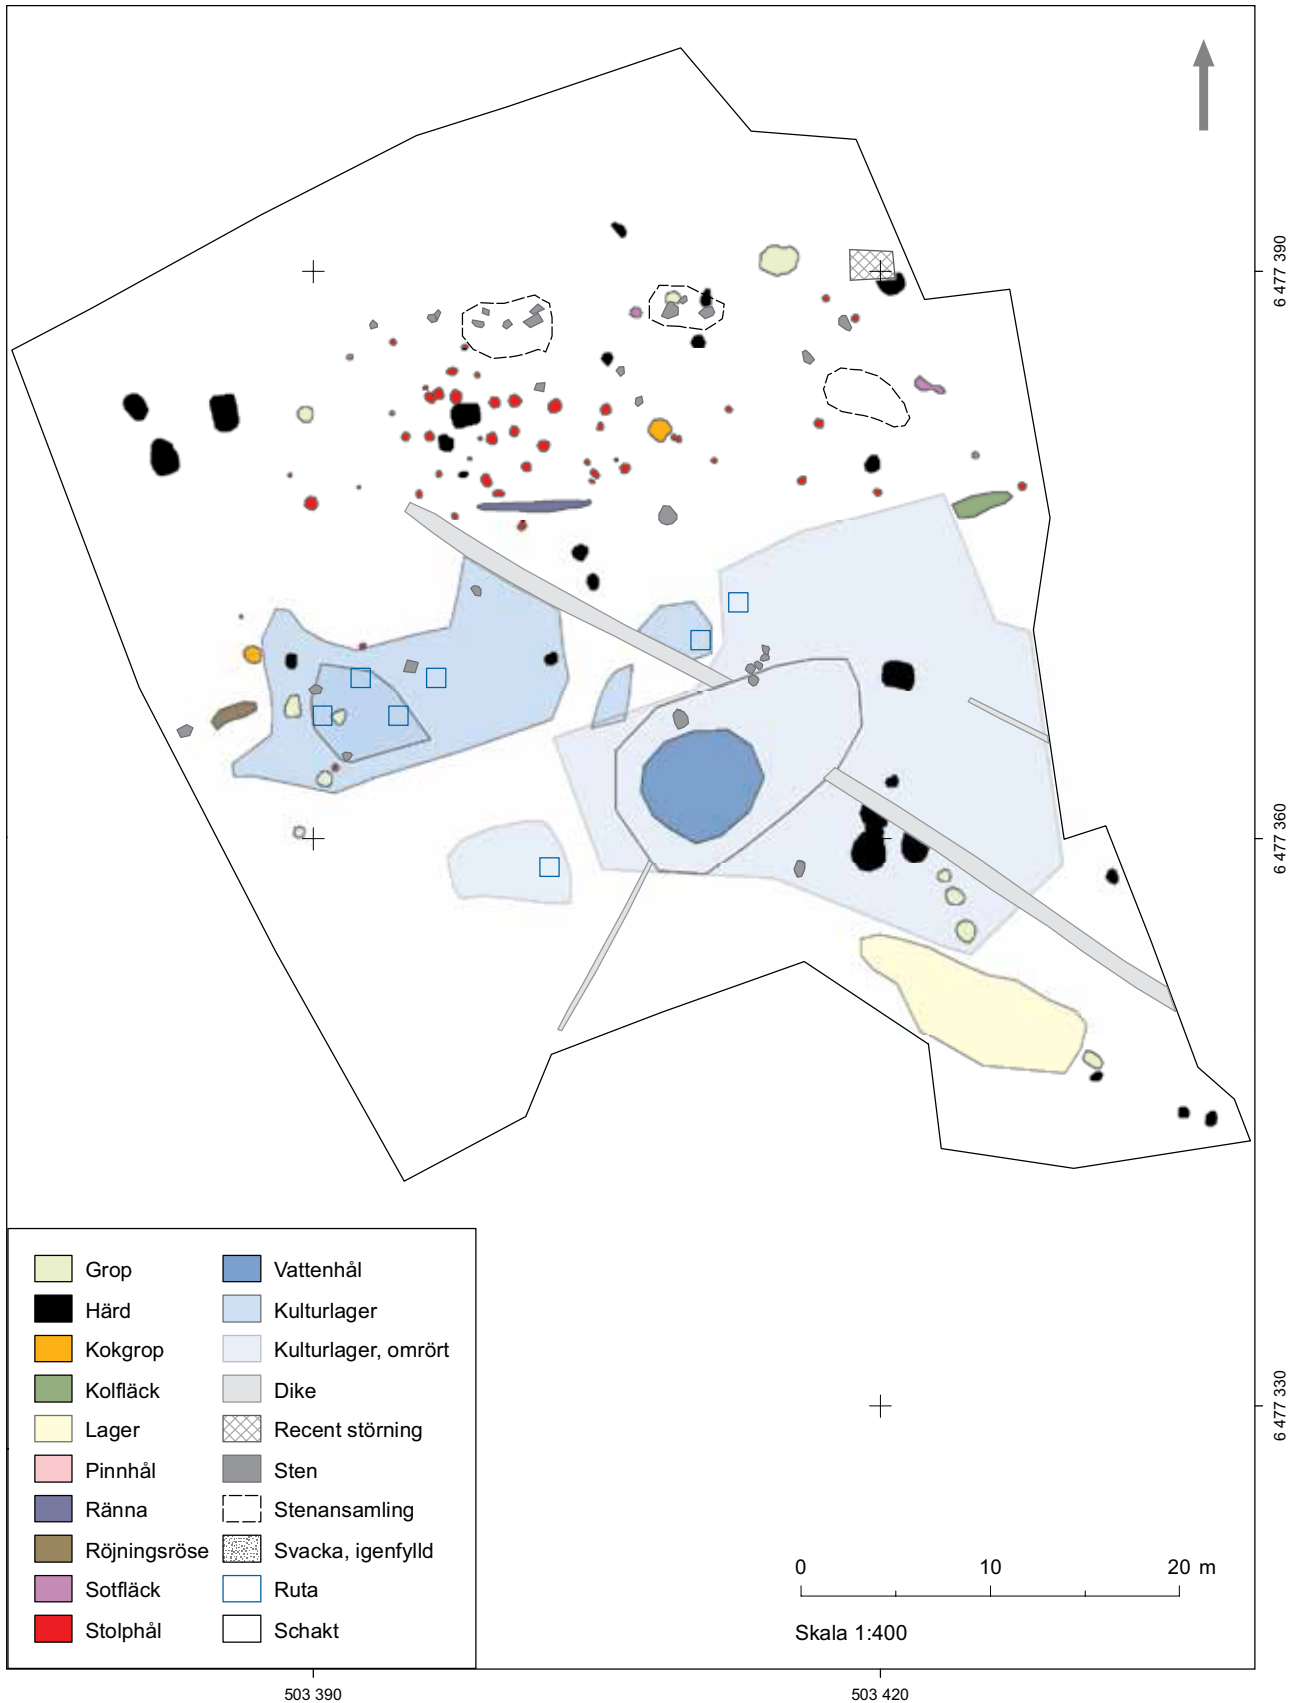 6 477 390
6 477 360
6 477 330
Grop
Härd
Kokgrop
Kolfläck
Lager
Pinnhål
Ränna
Röjningsröse
Sotfläck
Stolphål
Vattenhål
Kulturlager
Kulturlager, omrört
Dike
Recent störning
Sten
Stenansamling
Svacka, igenfylld
Ruta
Schakt
0 10 20 m
Skala 1:400
503 390 503 420